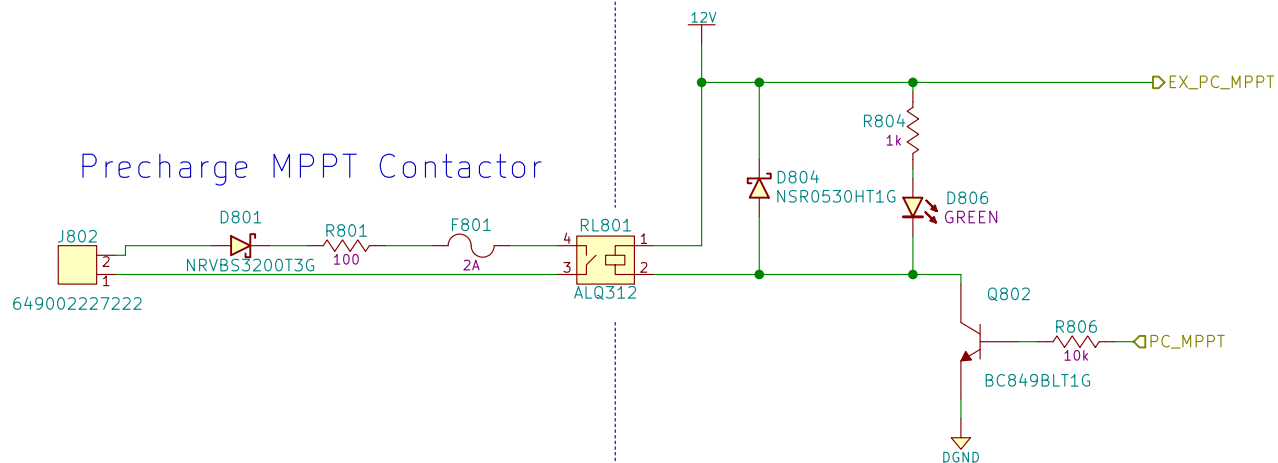 12V
EX_PC_MPPT
R804
1k
Precharge MPPT Contactor
D804
NSR0530HT1G
D806
GREEN
D801
R801
F801
RL801
J802
4
1
2
NRVBS3200T3G
100
2A
3
2
1
649002227222
ALQ312
Q802
R806
PC_MPPT
10k
BC849BLT1G
DGND